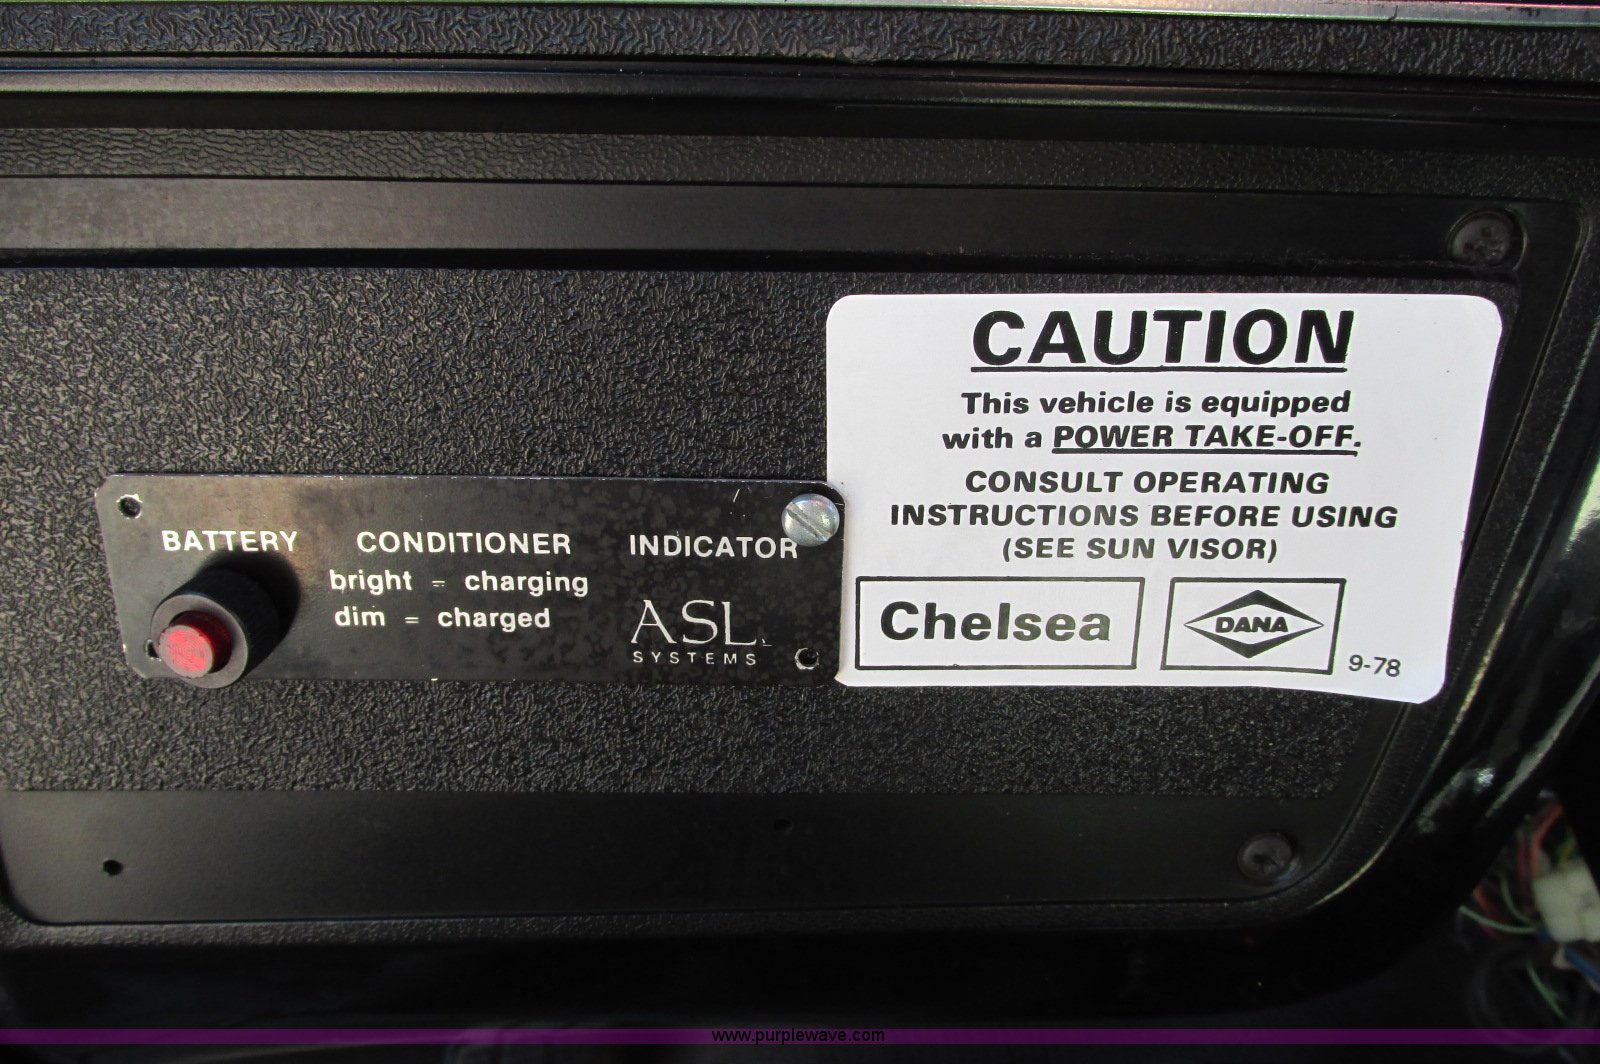 CAUTION
This vehicle is equipped
with a POWER TAKE-OFF.
CONSULT OPERATING
INSTRUCTIONS BEFORE USING
(SEE SUN VISOR)
Chelsea
DANA
9-78
BATTERY CONDITIONER INDICATOR
bright = charging
dim = charged
ASL
SYSTEMS
www.purplewave.com